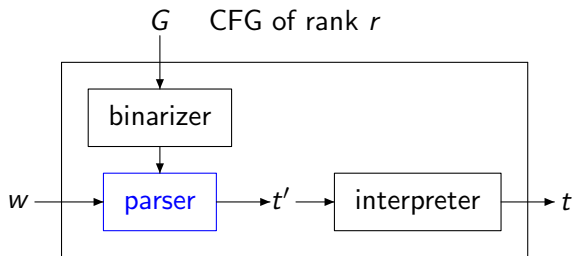 G CFG of rank r
binarizer
w parser t′ interpreter t